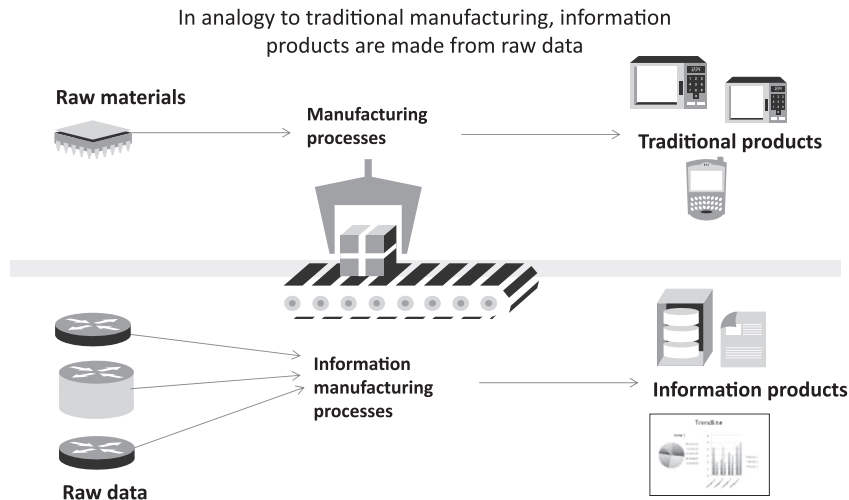 In analogy to traditional manufacturing, information
products are made from raw data
Raw materials
Manufacturing
processes
Traditional products
Information
manufacturing
processes
Information products
Trendline
Raw data